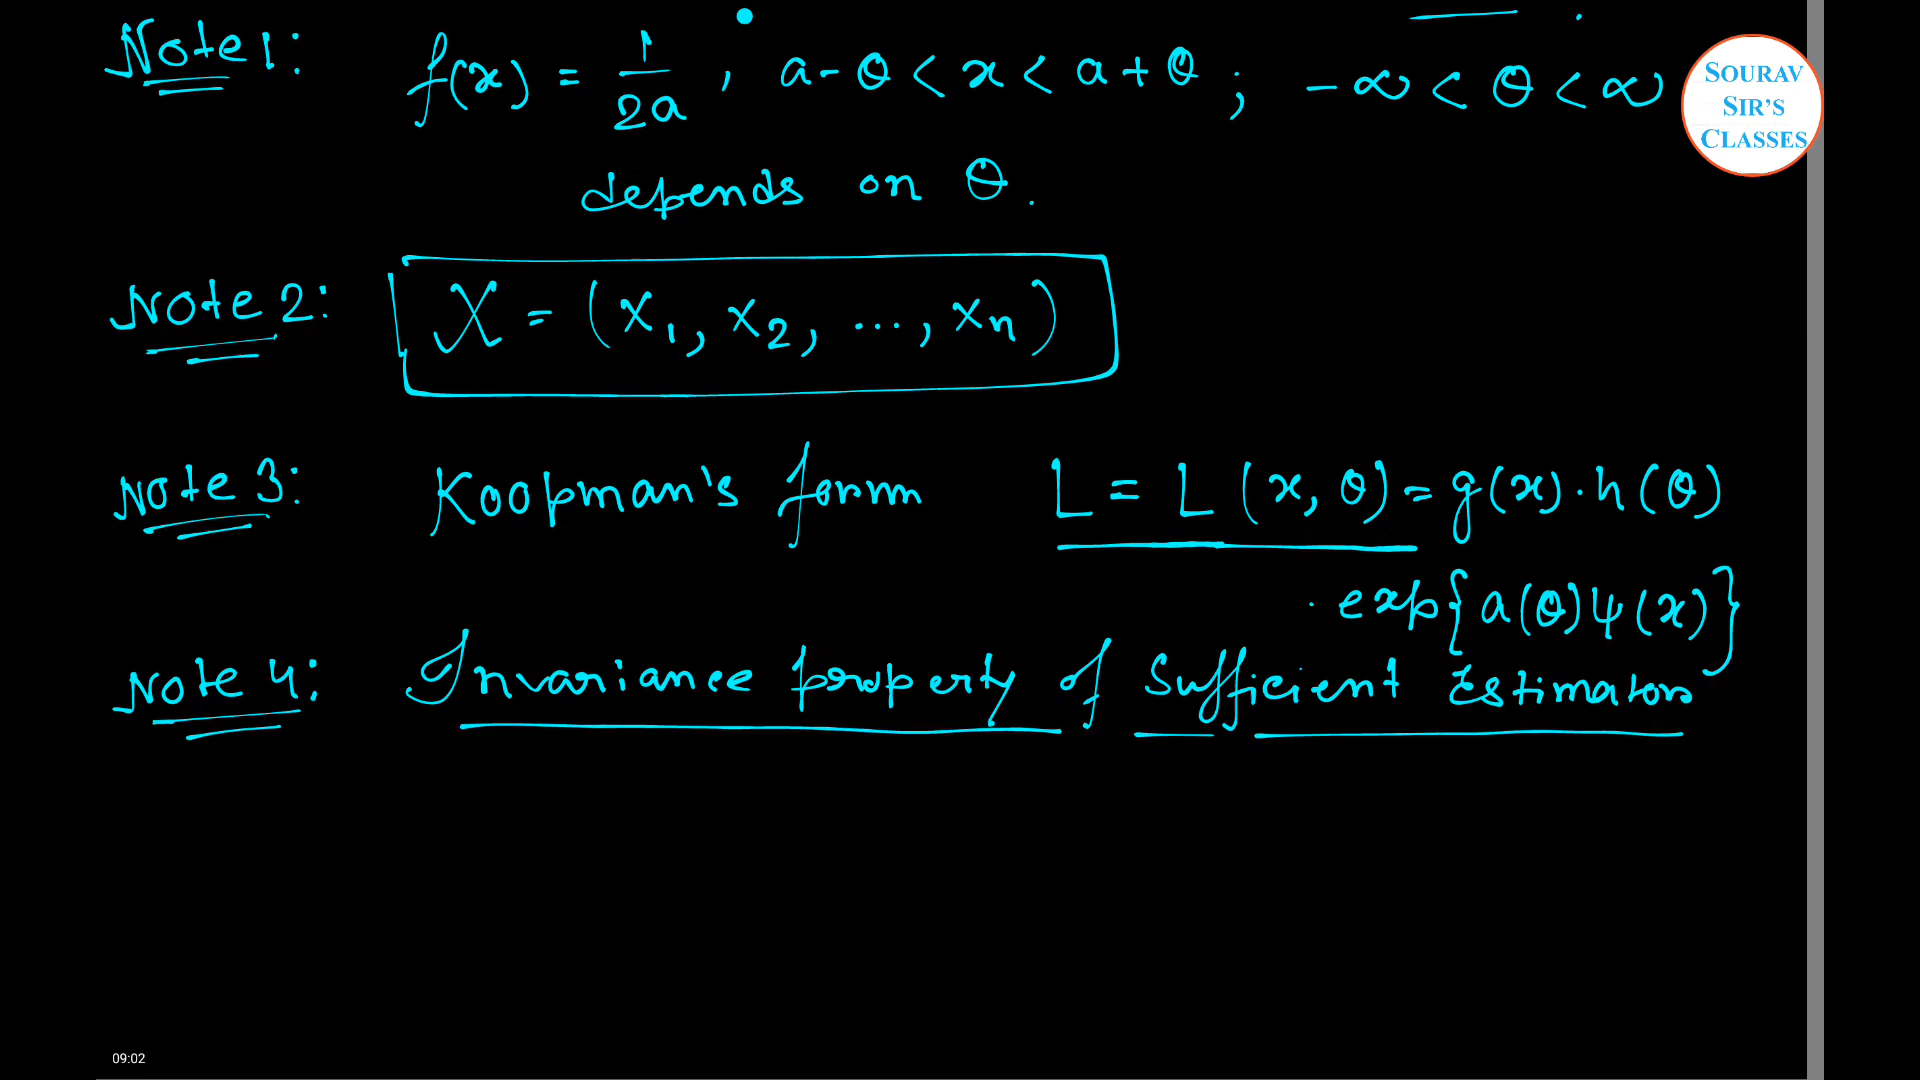 Note 1: f(x) = 1/2a , a - θ < x < a + θ ; - ∞ < θ < ∞
SOURAV
SIR'S
CLASSES
depends on θ.
Note 2: X = (x₁, x₂, ..., xₙ)
Note 3: Koopman's form L = L (x, θ) = g(x) . h(θ)
. exp{a(θ)ψ(x)}
Note 4: Invariance property of Sufficient Estimators
09:02